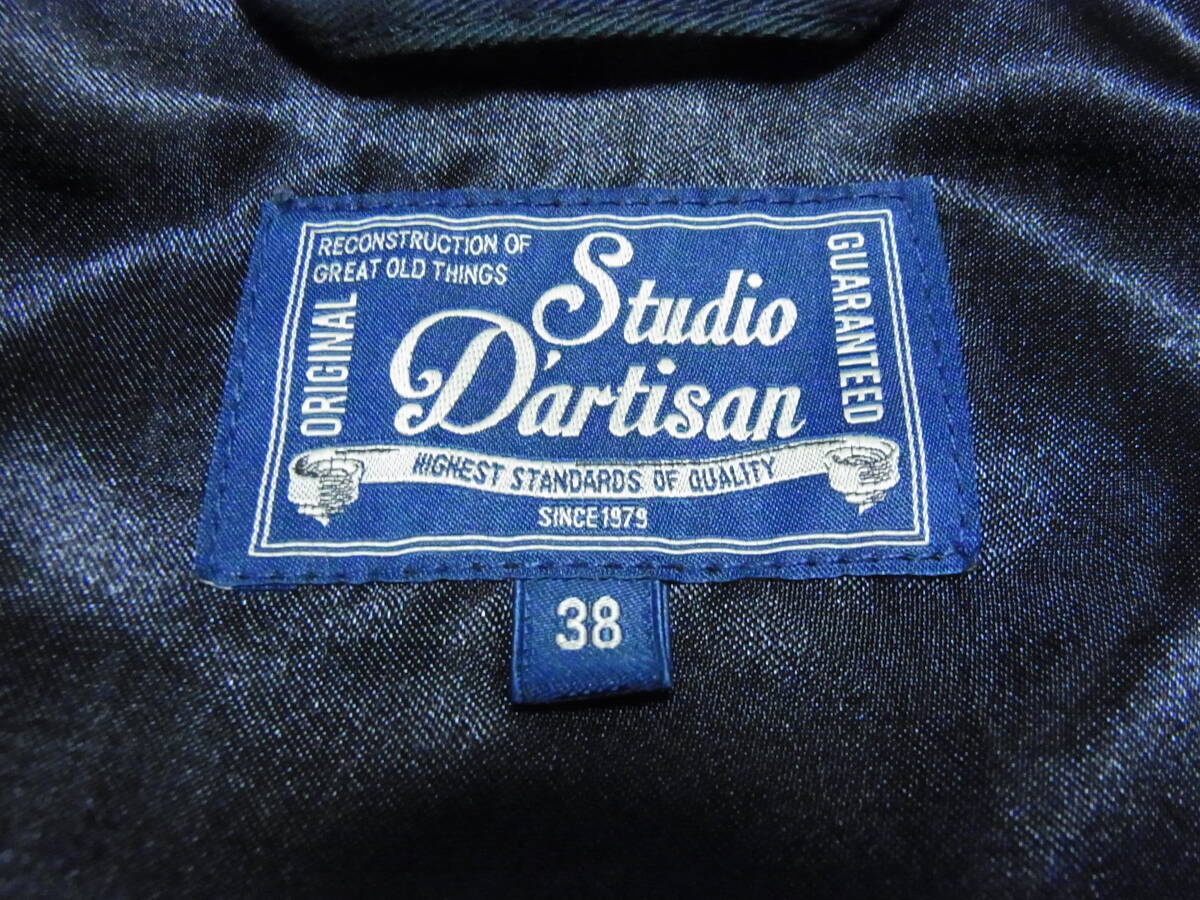 RECONSTRUCTION OF
GREAT OLD THINGS
ORIGINAL
Studio
D'artisan
GUARANTEED
HIGHEST STANDARDS OF QUALITY
SINCE 1979
38